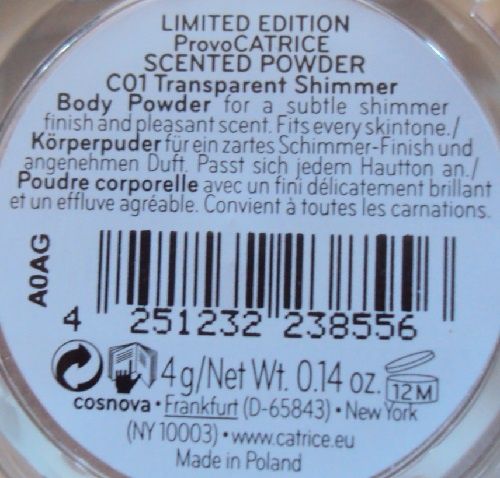 LIMITED EDITION
ProvoCATRICE
SCENTED POWDER
C01 Transparent Shimmer
Body Powder for a subtle shimmer
finish and pleasant scent. Fits every skintone./
Körperpuder für ein zartes Schimmer-Finish und
angenehmen Duft. Passt sich jedem Hautton an./
Poudre corporelle avec un fini délicatement brillant
et un effluve agréable. Convient à toutes les carnations.
A0AG
4 251232 238556
4g/Net Wt. 0.14 oz. 12M
cosnova • Frankfurt (D-65843) • New York
(NY 10003) • www.catrice.eu
Made in Poland